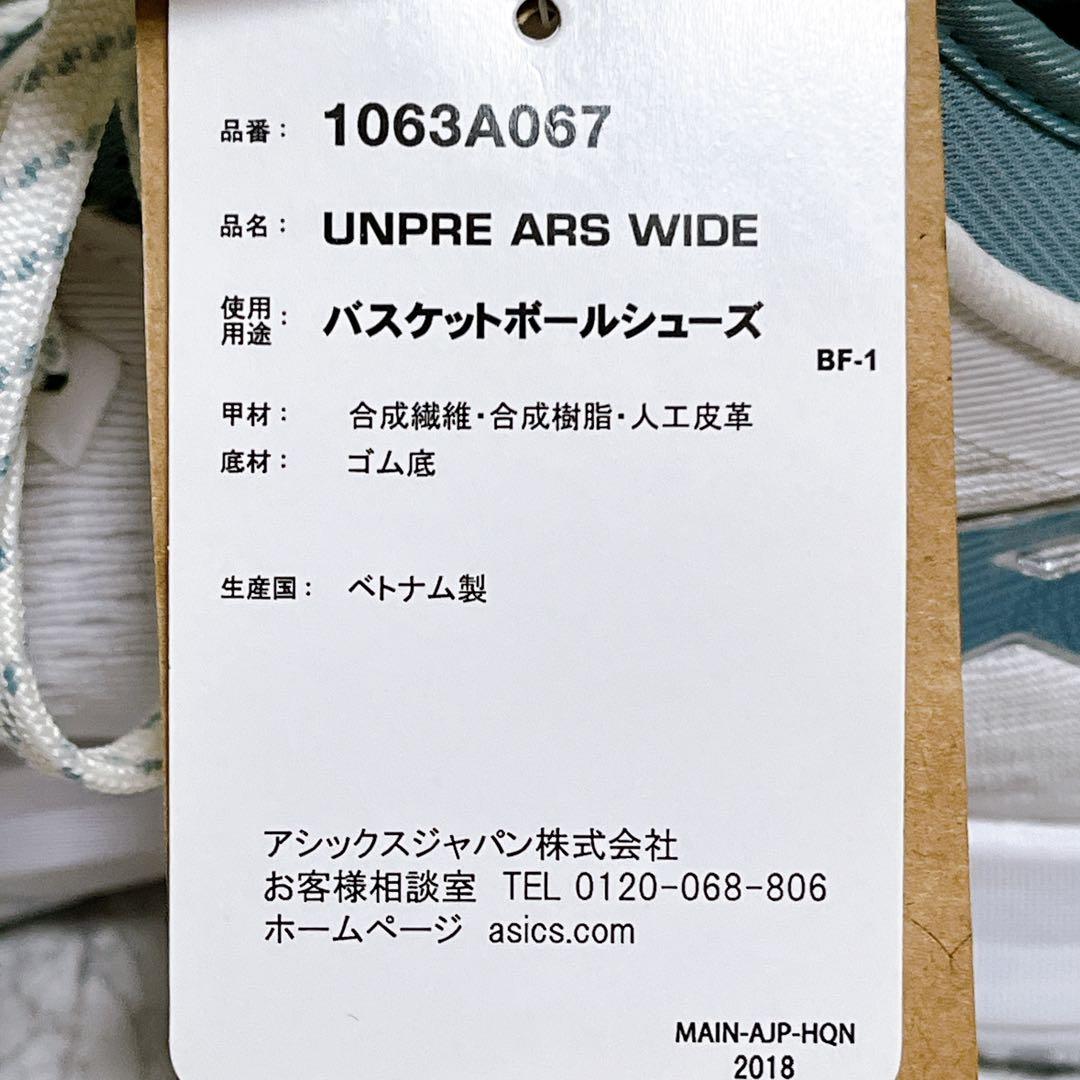 品番： 1063A067
品名： UNPRE ARS WIDE
使用
用途： バスケットボールシューズ
BF-1
甲材： 合成繊維・合成樹脂・人工皮革
底材： ゴム底
生産国： ベトナム製
アシックスジャパン株式会社
お客様相談室 TEL 0120-068-806
ホームページ asics.com
MAIN-AJP-HQN
2018